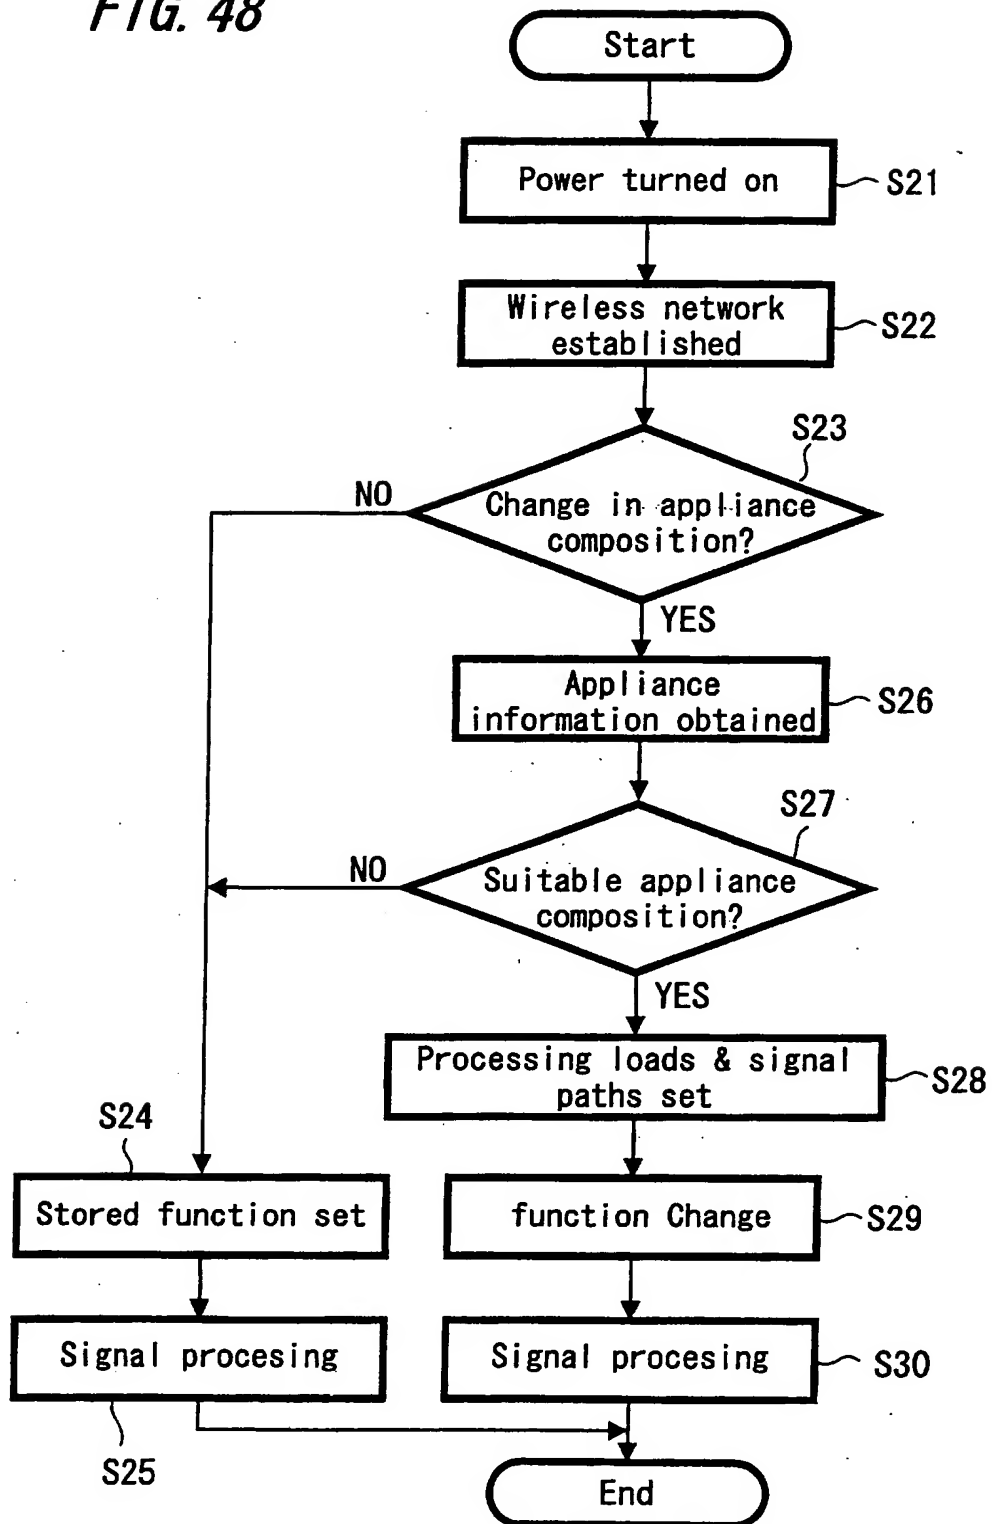 FIG. 48
Start
Power turned on
S21
Wireless network
established
S22
S23
NO
Change in appliance
composition?
YES
Appliance
information obtained
S26
S27
NO
Suitable appliance
composition?
YES
Processing loads & signal
paths set
S28
S24
Stored function set
function Change
S29
Signal procesing
Signal procesing
S30
S25
End